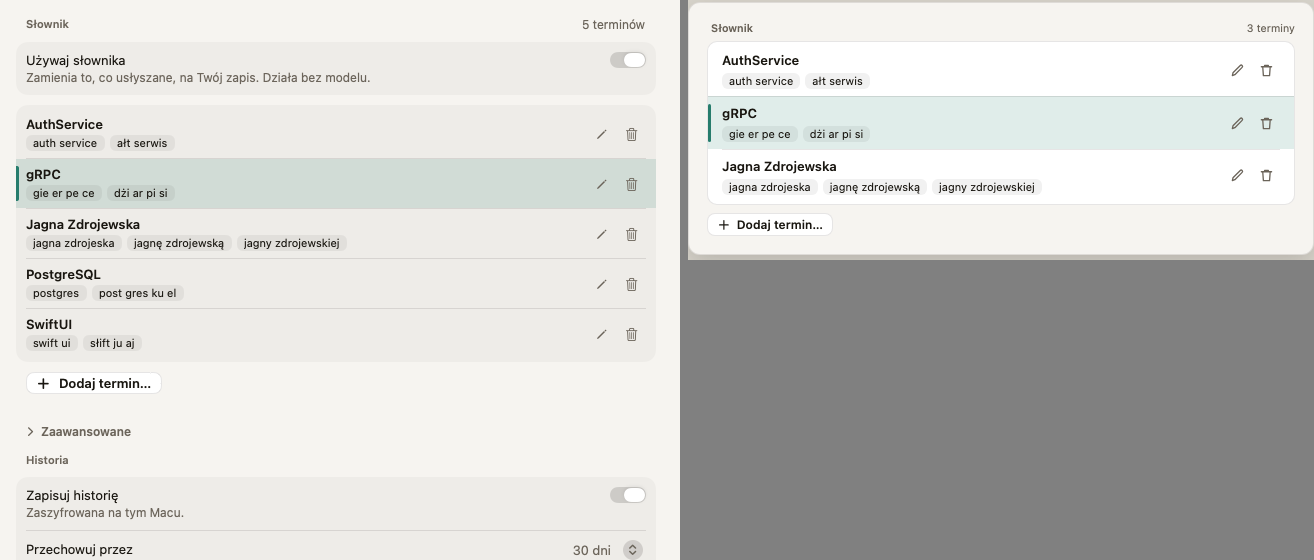 Słownik 5 terminów
Używaj słownika
Zamienia to, co usłyszane, na Twój zapis. Działa bez modelu.
AuthService
auth service ałt serwis
gRPC
gie er pe ce dżi ar pi si
Jagna Zdrojewska
jagna zdrojeska jagnę zdrojewską jagny zdrojewskiej
PostgreSQL
postgres post gres ku el
SwiftUI
swift ui słift ju aj
+ Dodaj termin...
Zaawansowane
Historia
Zapisuj historię
Zaszyfrowana na tym Macu.
Przechowuj przez 30 dni
Słownik 3 terminy
AuthService
auth service ałt serwis
gRPC
gie er pe ce dżi ar pi si
Jagna Zdrojewska
jagna zdrojeska jagnę zdrojewską jagny zdrojewskiej
+ Dodaj termin...